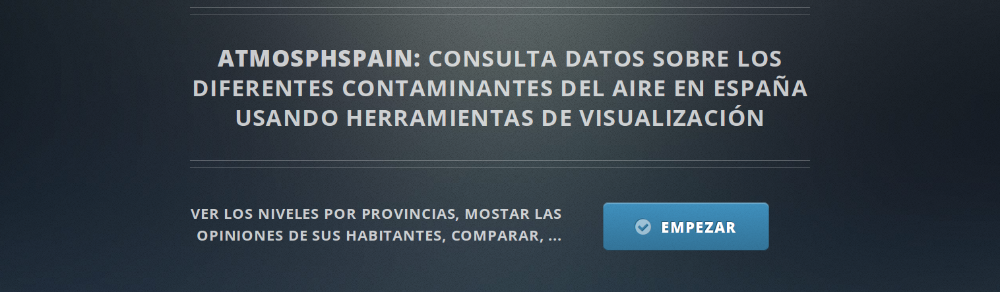 ATMOSPHSPAIN: CONSULTA DATOS SOBRE LOS
DIFERENTES CONTAMINANTES DEL AIRE EN ESPAÑA
USANDO HERRAMIENTAS DE VISUALIZACIÓN
VER LOS NIVELES POR PROVINCIAS, MOSTAR LAS
OPINIONES DE SUS HABITANTES, COMPARAR, ...
EMPEZAR